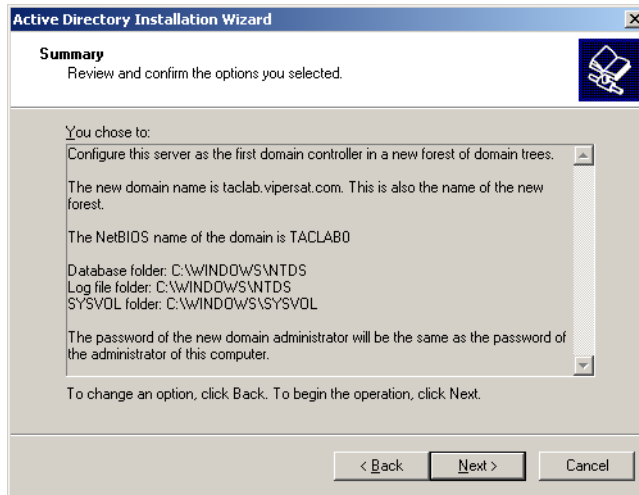 Active Directory Installation Wizard
Summary
Review and confirm the options you selected.
You chose to:
Configure this server as the first domain controller in a new forest of domain trees.
The new domain name is taclab.vipersat.com. This is also the name of the new
forest.
The NetBIOS name of the domain is TACLAB0
Database folder: C:\WINDOWS\NTDS
Log file folder: C:\WINDOWS\NTDS
SYSVOL folder: C:\WINDOWS\SYSVOL
The password of the new domain administrator will be the same as the password of
the administrator of this computer.
To change an option, click Back. To begin the operation, click Next.
< Back
Next >
Cancel